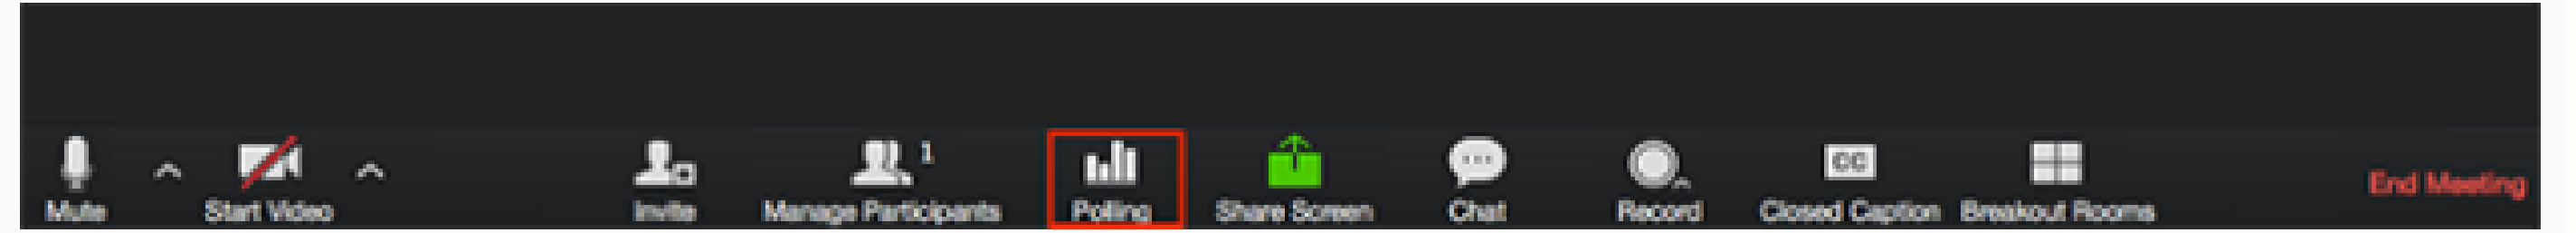 1
CC
Mute
Start Video
Invite
Manage Participants
Polling
Share Screen
Chat
Record
Closed Caption
Breakout Rooms
End Meeting